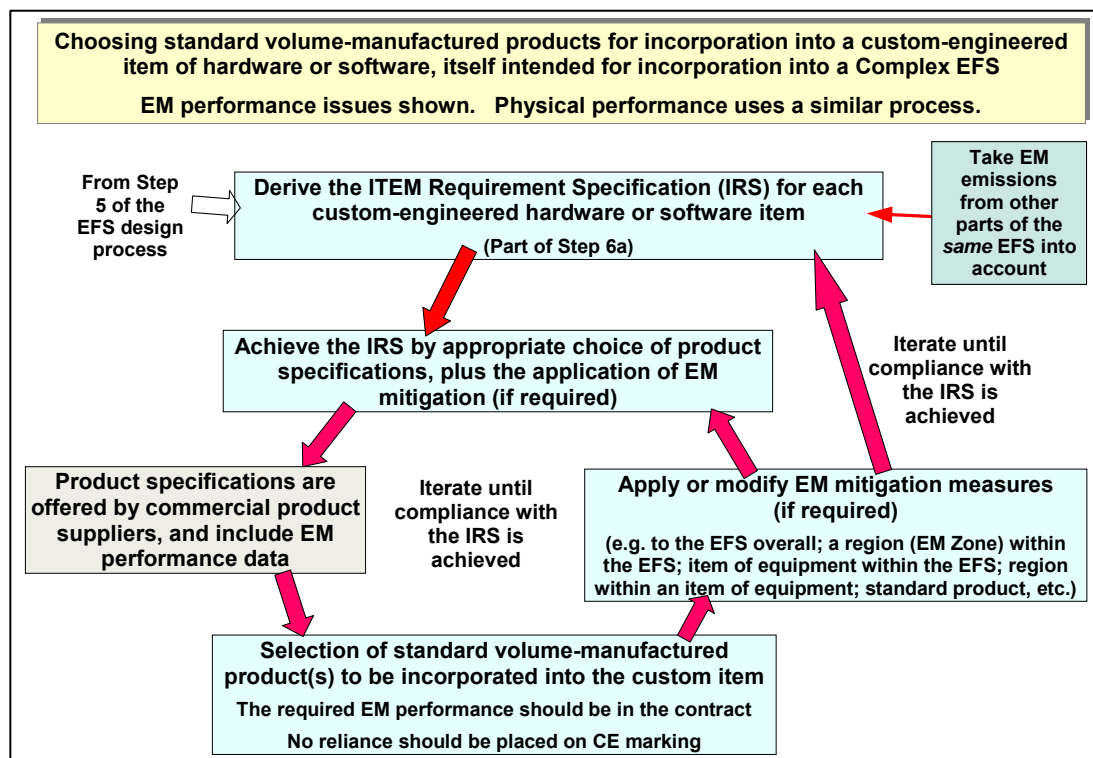 Choosing standard volume-manufactured products for incorporation into a custom-engineered
item of hardware or software, itself intended for incorporation into a Complex EFS
EM performance issues shown. Physical performance uses a similar process.
From Step
5 of the
EFS design
process
Derive the ITEM Requirement Specification (IRS) for each
custom-engineered hardware or software item
(Part of Step 6a)
Take EM
emissions
from other
parts of the
same EFS into
account
Achieve the IRS by appropriate choice of product
specifications, plus the application of EM
mitigation (if required)
Iterate until
compliance with
the IRS is
achieved
Product specifications are
offered by commercial product
suppliers, and include EM
performance data
Iterate until
compliance with
the IRS is
achieved
Apply or modify EM mitigation measures
(if required)
(e.g. to the EFS overall; a region (EM Zone) within
the EFS; item of equipment within the EFS; region
within an item of equipment; standard product, etc.)
Selection of standard volume-manufactured
product(s) to be incorporated into the custom item
The required EM performance should be in the contract
No reliance should be placed on CE marking